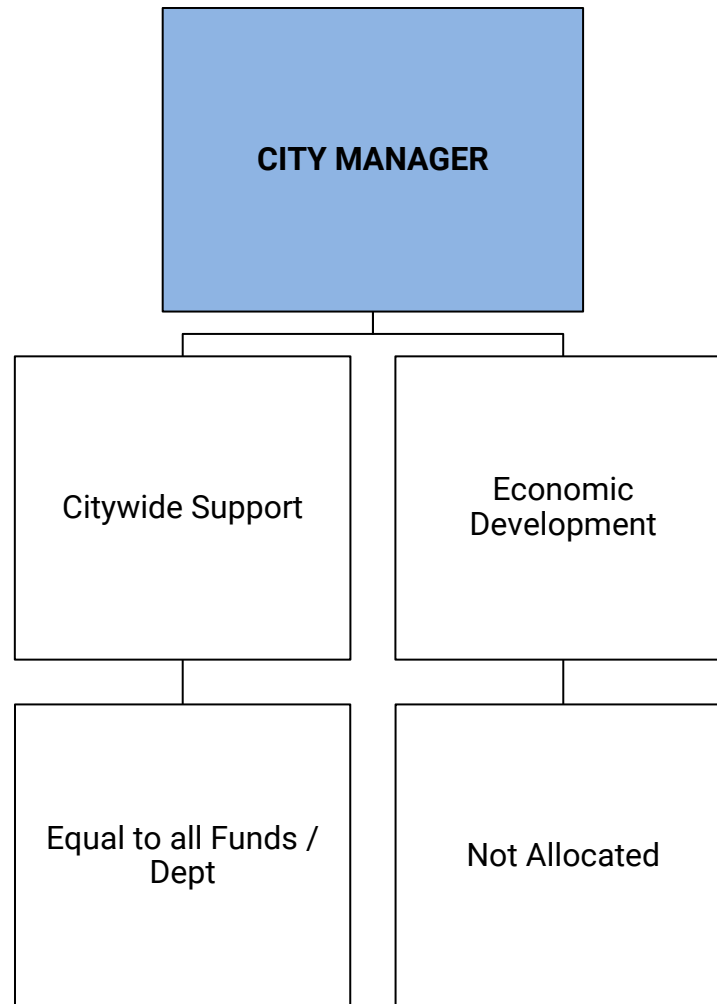 CITY MANAGER
Citywide Support
Economic
Development
Equal to all Funds /
Dept
Not Allocated